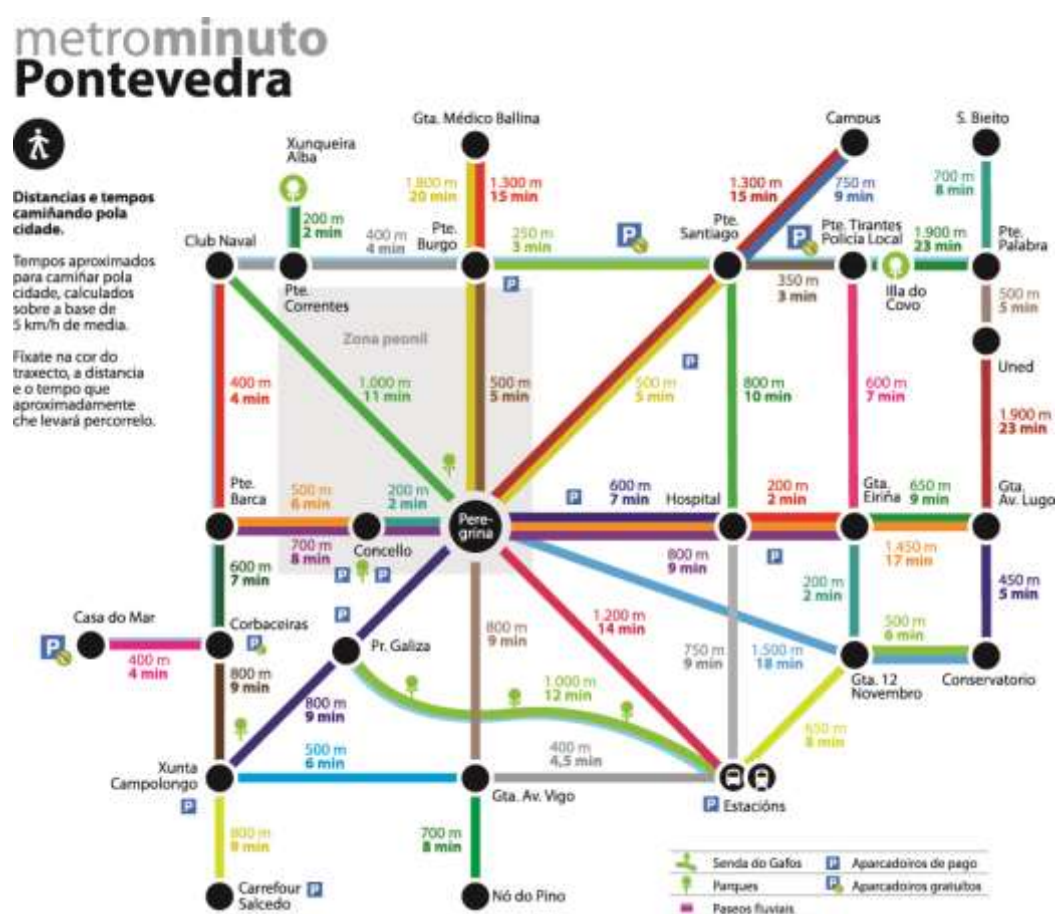 metrominuto
Pontevedra
Distancias e tempos
camiñando pola
cidade.
Tempos aproximados
para camiñar pola
cidade, calculados
sobre a base de
5 km/h de media.
Fíxate na cor do
traxecto, a distancia
e o tempo que
aproximadamente
che levará percorrelo.
Gta. Médico Ballina
Campus
S. Bieito
Xunqueira
Alba
1.800 m
20 min
1.300 m
15 min
1.300 m
15 min
750 m
9 min
700 m
8 min
200 m
2 min
400 m
4 min
Pte.
Burgo
250 m
3 min
P
Pte.
Santiago
P
Pte. Tirantes
Policía Local
1.900 m
23 min
Pte.
Palabra
Club Naval
Pte.
Correntes
P
350 m
3 min
Illa do
Covo
500 m
5 min
Zona peonil
P
Uned
400 m
4 min
1.000 m
11 min
500 m
5 min
500 m
5 min
800 m
10 min
600 m
7 min
1.900 m
23 min
Pte.
Barca
500 m
6 min
200 m
2 min
Pere-
grina
P
600 m
7 min
Hospital
200 m
2 min
Gta.
Eiriña
650 m
9 min
Gta.
Av. Lugo
700 m
8 min
Concello
P
P
800 m
9 min
P
1.450 m
17 min
600 m
7 min
P
200 m
2 min
450 m
5 min
Casa do Mar
P
Corbaceiras
P
Pr. Galiza
800 m
9 min
1.200 m
14 min
750 m
9 min
1.500 m
18 min
500 m
6 min
400 m
4 min
Gta. 12
Novembro
Conservatorio
800 m
9 min
800 m
9 min
1.000 m
12 min
650 m
8 min
Xunta
Campolongo
P
500 m
6 min
400 m
4,5 min
Gta. Av. Vigo
P
Estacións
800 m
9 min
700 m
8 min
Carrefour
Salcedo
P
Nó do Pino
Senda do Gafos
P
Aparcadoiros de pago
Parques
P
Aparcadoiros gratuítos
Paseos fluviais